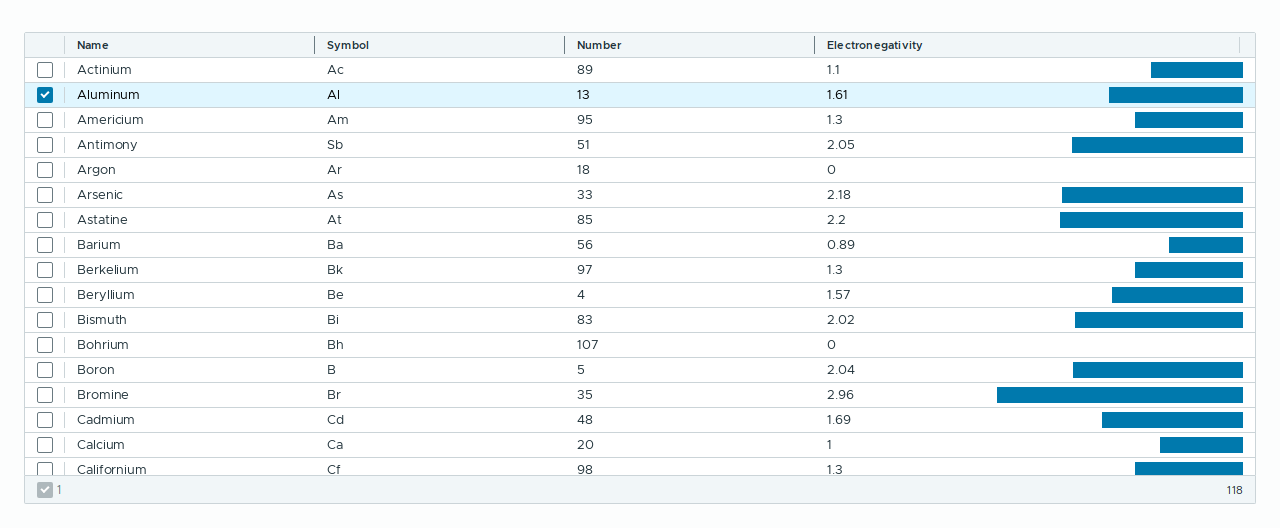 Name Symbol Number Electronegativity
Actinium Ac 89 1.1
Aluminum Al 13 1.61
Americium Am 95 1.3
Antimony Sb 51 2.05
Argon Ar 18 0
Arsenic As 33 2.18
Astatine At 85 2.2
Barium Ba 56 0.89
Berkelium Bk 97 1.3
Beryllium Be 4 1.57
Bismuth Bi 83 2.02
Bohrium Bh 107 0
Boron B 5 2.04
Bromine Br 35 2.96
Cadmium Cd 48 1.69
Calcium Ca 20 1
Californium Cf 98 1.3
1 118